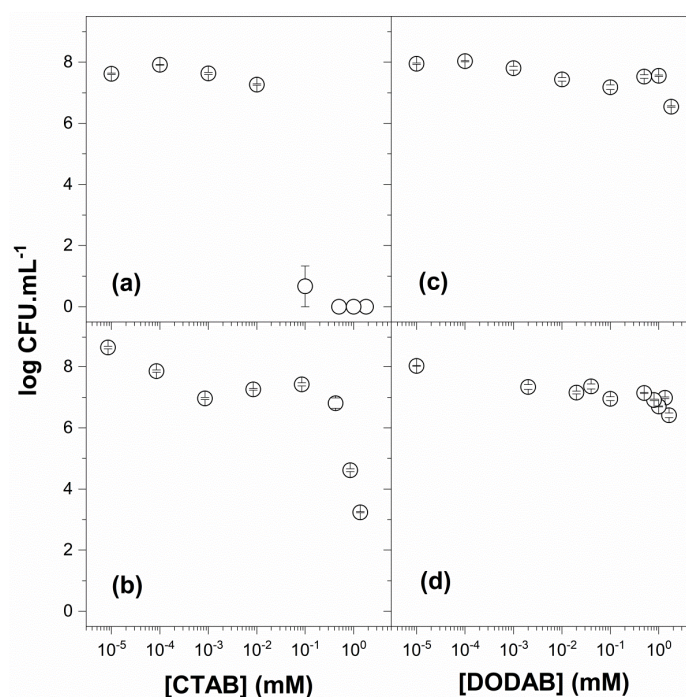 8
6
4
2
0
(a)
(c)
log CFU.mL⁻¹
8
6
4
2
0
(b)
(d)
10⁻⁵ 10⁻⁴ 10⁻³ 10⁻² 10⁻¹ 10⁰ 10⁻⁵ 10⁻⁴ 10⁻³ 10⁻² 10⁻¹ 10⁰
[CTAB] (mM) [DODAB] (mM)